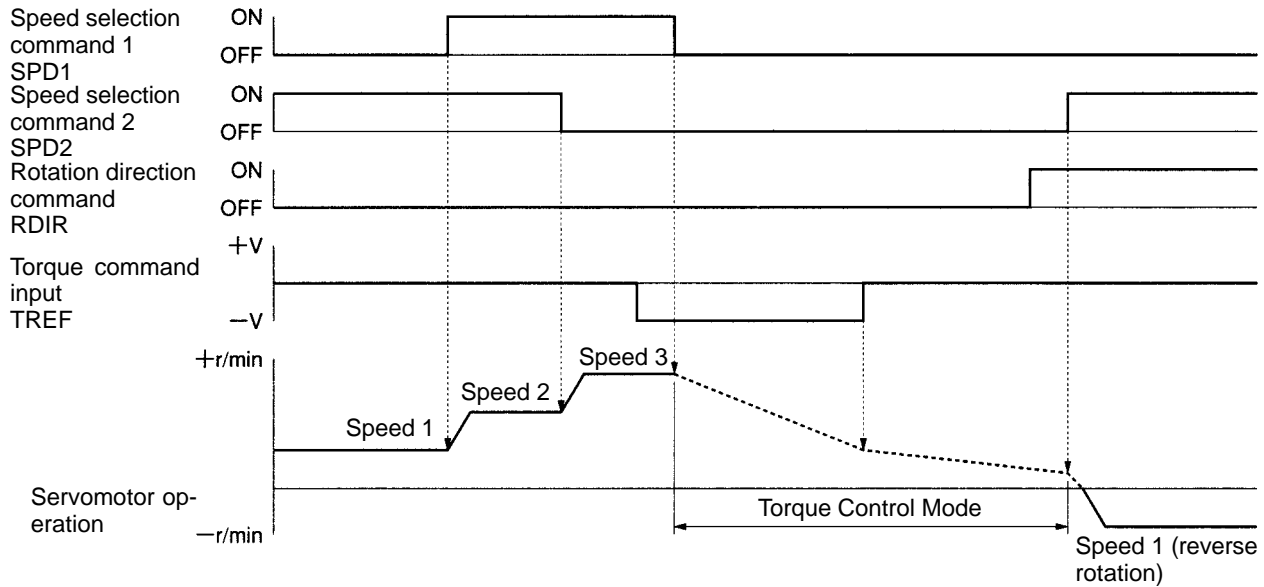 Speed selection
command 1
SPD1
ON
OFF
Speed selection
command 2
SPD2
ON
OFF
Rotation direction
command
RDIR
ON
OFF
Torque command
input
TREF
+V
−V
+r/min
Speed 1
Speed 2
Speed 3
Servomotor op-
eration
−r/min
Torque Control Mode
Speed 1 (reverse
rotation)